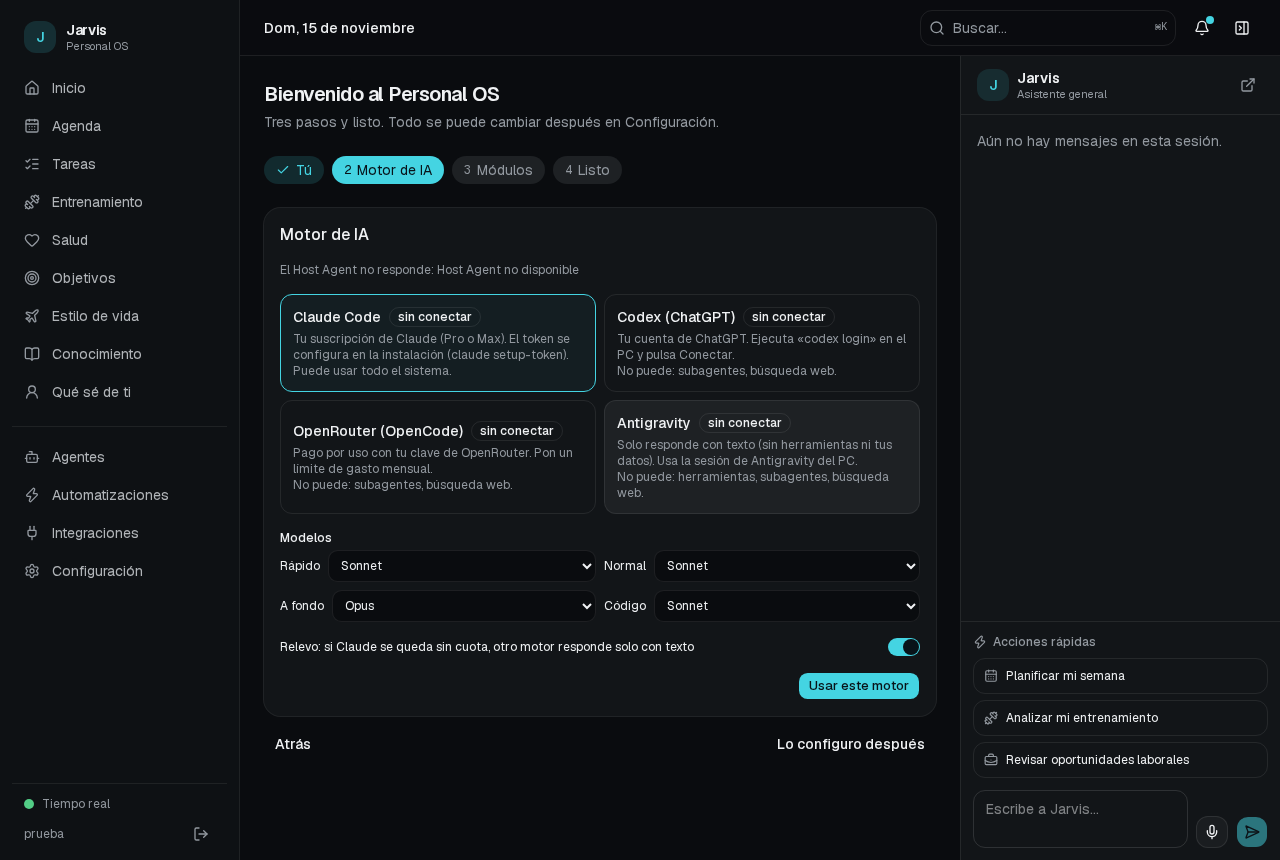 J
Jarvis
Personal OS
Inicio
Agenda
Tareas
Entrenamiento
Salud
Objetivos
Estilo de vida
Conocimiento
Qué sé de ti
Agentes
Automatizaciones
Integraciones
Configuración
Tiempo real
prueba
Dom, 15 de noviembre
Buscar...
⌘K
Bienvenido al Personal OS
Tres pasos y listo. Todo se puede cambiar después en Configuración.
Tú
2 Motor de IA
3 Módulos
4 Listo
Motor de IA
El Host Agent no responde: Host Agent no disponible
Claude Code sin conectar
Tu suscripción de Claude (Pro o Max). El token se
configura en la instalación (claude setup-token).
Puede usar todo el sistema.
Codex (ChatGPT) sin conectar
Tu cuenta de ChatGPT. Ejecuta «codex login» en el
PC y pulsa Conectar.
No puede: subagentes, búsqueda web.
OpenRouter (OpenCode) sin conectar
Pago por uso con tu clave de OpenRouter. Pon un
límite de gasto mensual.
No puede: subagentes, búsqueda web.
Antigravity sin conectar
Solo responde con texto (sin herramientas ni tus
datos). Usa la sesión de Antigravity del PC.
No puede: herramientas, subagentes, búsqueda
web.
Modelos
Rápido Sonnet
Normal Sonnet
A fondo Opus
Código Sonnet
Relevo: si Claude se queda sin cuota, otro motor responde solo con texto
Usar este motor
Atrás
Lo configuro después
J
Jarvis
Asistente general
Aún no hay mensajes en esta sesión.
Acciones rápidas
Planificar mi semana
Analizar mi entrenamiento
Revisar oportunidades laborales
Escribe a Jarvis...